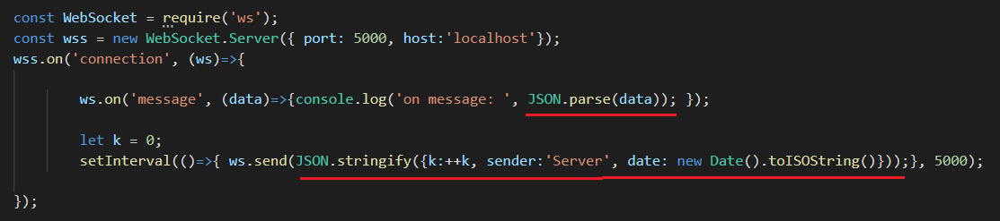 const WebSocket = require('ws');
const wss = new WebSocket.Server({ port: 5000, host:'localhost'});
wss.on('connection', (ws)=>{
ws.on('message', (data)=>{console.log('on message: ', JSON.parse(data)); });
let k = 0;
setInterval(()=>{ ws.send(JSON.stringify({k:++k, sender:'Server', date: new Date().toISOString()}));}, 5000);
});